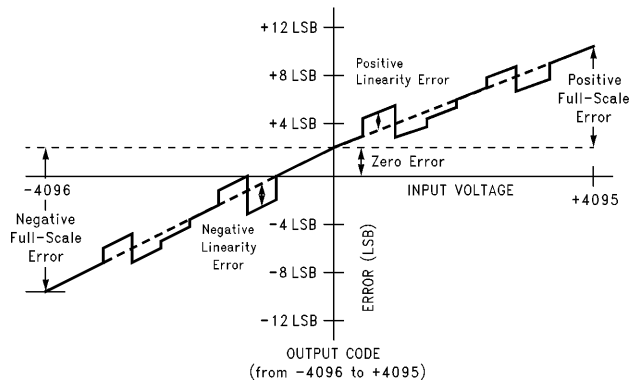 +12 LSB
+8 LSB
+4 LSB
-4 LSB
-8 LSB
-12 LSB
Positive
Linearity Error
Positive
Full-Scale
Error
Zero Error
INPUT VOLTAGE
-4096
+4095
Negative
Full-Scale
Error
Negative
Linearity
Error
ERROR (LSB)
OUTPUT CODE
(from -4096 to +4095)